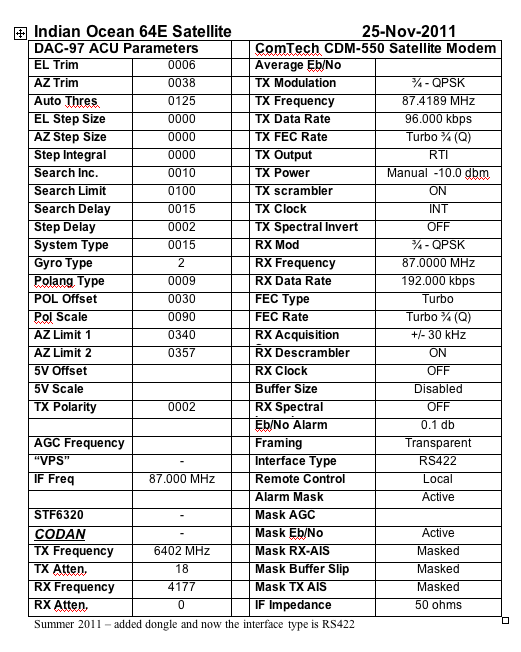 Indian Ocean 64E Satellite 25-Nov-2011
DAC-97 ACU Parameters ComTech CDM-550 Satellite Modem
EL Trim 0006 Average Eb/No
AZ Trim 0038 TX Modulation ¾ - QPSK
Auto Thres 0125 TX Frequency 87.4189 MHz
EL Step Size 0000 TX Data Rate 96.000 kbps
AZ Step Size 0000 TX FEC Rate Turbo ¾ (Q)
Step Integral 0000 TX Output RTI
Search Inc. 0010 TX Power Manual -10.0 dbm
Search Limit 0100 TX scrambler ON
Search Delay 0015 TX Clock INT
Step Delay 0002 TX Spectral Invert OFF
System Type 0015 RX Mod ¾ - QPSK
Gyro Type 2 RX Frequency 87.0000 MHz
Polang Type 0009 RX Data Rate 192.000 kbps
POL Offset 0030 FEC Type Turbo
Pol Scale 0090 FEC Rate Turbo ¾ (Q)
AZ Limit 1 0340 RX Acquisition +/- 30 kHz
AZ Limit 2 0357 RX Descrambler ON
5V Offset RX Clock OFF
5V Scale Buffer Size Disabled
TX Polarity 0002 RX Spectral OFF
Eb/No Alarm 0.1 db
AGC Frequency Framing Transparent
“VPS” - Interface Type RS422
IF Freq 87.000 MHz Remote Control Local
Alarm Mask Active
STF6320 - Mask AGC
CODAN - Mask Eb/No Active
TX Frequency 6402 MHz Mask RX-AIS Masked
TX Atten. 18 Mask Buffer Slip Masked
RX Frequency 4177 Mask TX AIS Masked
RX Atten. 0 IF Impedance 50 ohms
Summer 2011 – added dongle and now the interface type is RS422